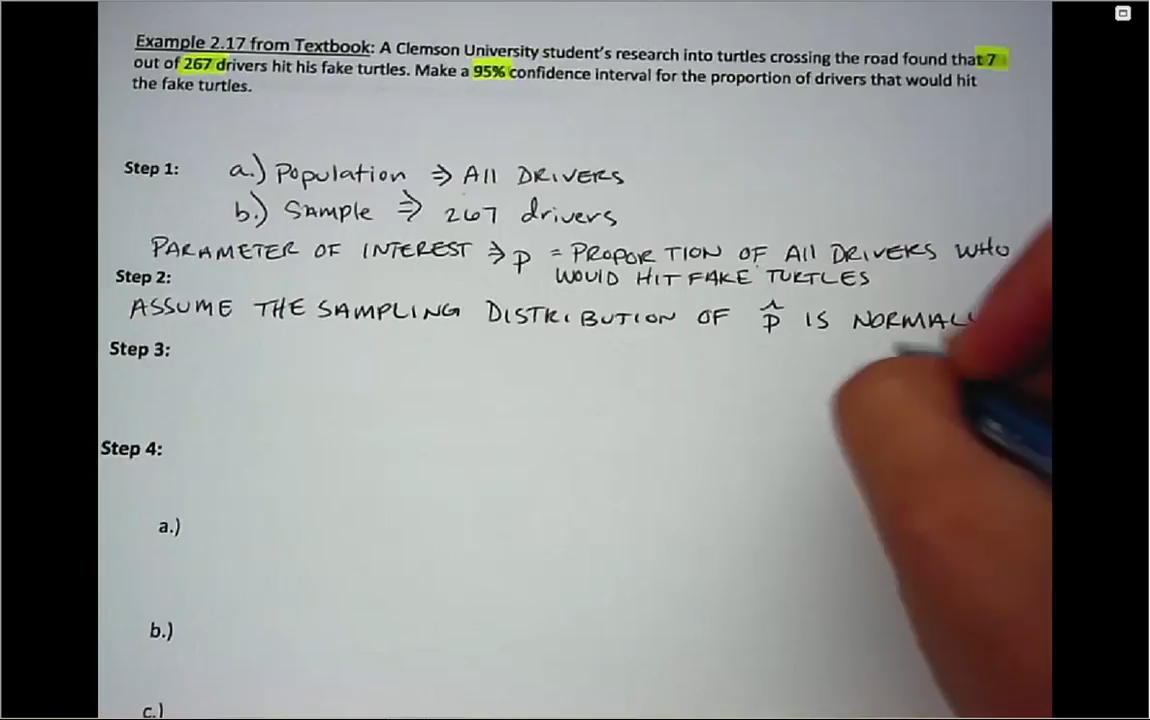 Example 2.17 from Textbook: A Clemson University student's research into turtles crossing the road found that 7
out of 267 drivers hit his fake turtles. Make a 95% confidence interval for the proportion of drivers that would hit
the fake turtles.
Step 1: a.) Population ⇒ All DRIVERS
b.) Sample ⇒ 267 drivers
PARAMETER OF INTEREST ⇒ p = PROPORTION OF All DRIVERS WHO
WOULD HIT FAKE TURTLES
Step 2:
ASSUME THE SAMPLING DISTRIBUTION OF p̂ IS NORMALL
Step 3:
Step 4:
a.)
b.)
c.)